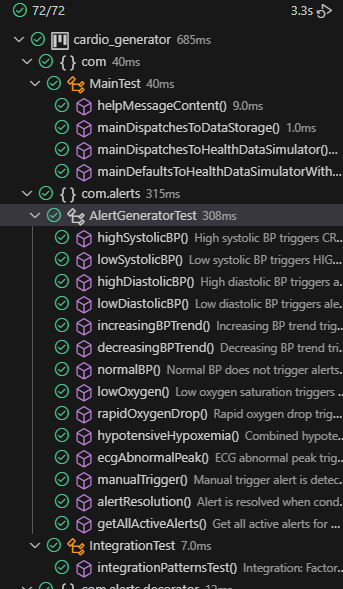 72/72 3.3s
cardio_generator 685ms
{ } com 40ms
MainTest 40ms
helpMessageContent() 9.0ms
mainDispatchesToDataStorage() 1.0ms
mainDispatchesToHealthDataSimulator()...
mainDefaultsToHealthDataSimulatorWith...
{ } com.alerts 315ms
AlertGeneratorTest 308ms
highSystolicBP() High systolic BP triggers CR...
lowSystolicBP() Low systolic BP triggers HIG...
highDiastolicBP() High diastolic BP triggers a...
lowDiastolicBP() Low diastolic BP triggers ale...
increasingBPTrend() Increasing BP trend trig...
decreasingBPTrend() Decreasing BP trend tri...
normalBP() Normal BP does not trigger alerts...
lowOxygen() Low oxygen saturation triggers ...
rapidOxygenDrop() Rapid oxygen drop trig...
hypotensiveHypoxemia() Combined hypote...
ecgAbnormalPeak() ECG abnormal peak trig...
manualTrigger() Manual trigger alert is detec...
alertResolution() Alert is resolved when cond...
getAllActiveAlerts() Get all active alerts for ...
IntegrationTest 7.0ms
integrationPatternsTest() Integration: Factor...
com.alerts.decorator 12ms